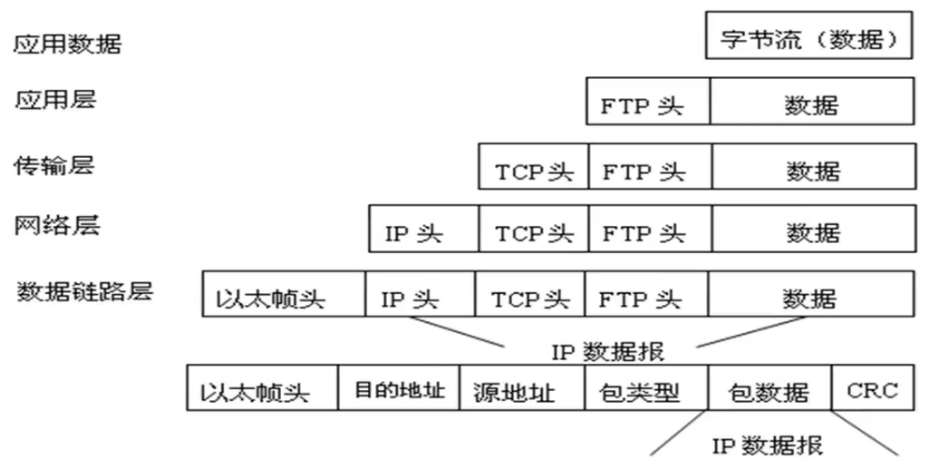 应用数据 字节流（数据）
应用层 FTP 头 数据
传输层 TCP头 FTP 头 数据
网络层 IP 头 TCP头 FTP 头 数据
数据链路层 以太帧头 IP 头 TCP头 FTP 头 数据
IP 数据报
以太帧头 目的地址 源地址 包类型 包数据 CRC
IP 数据报